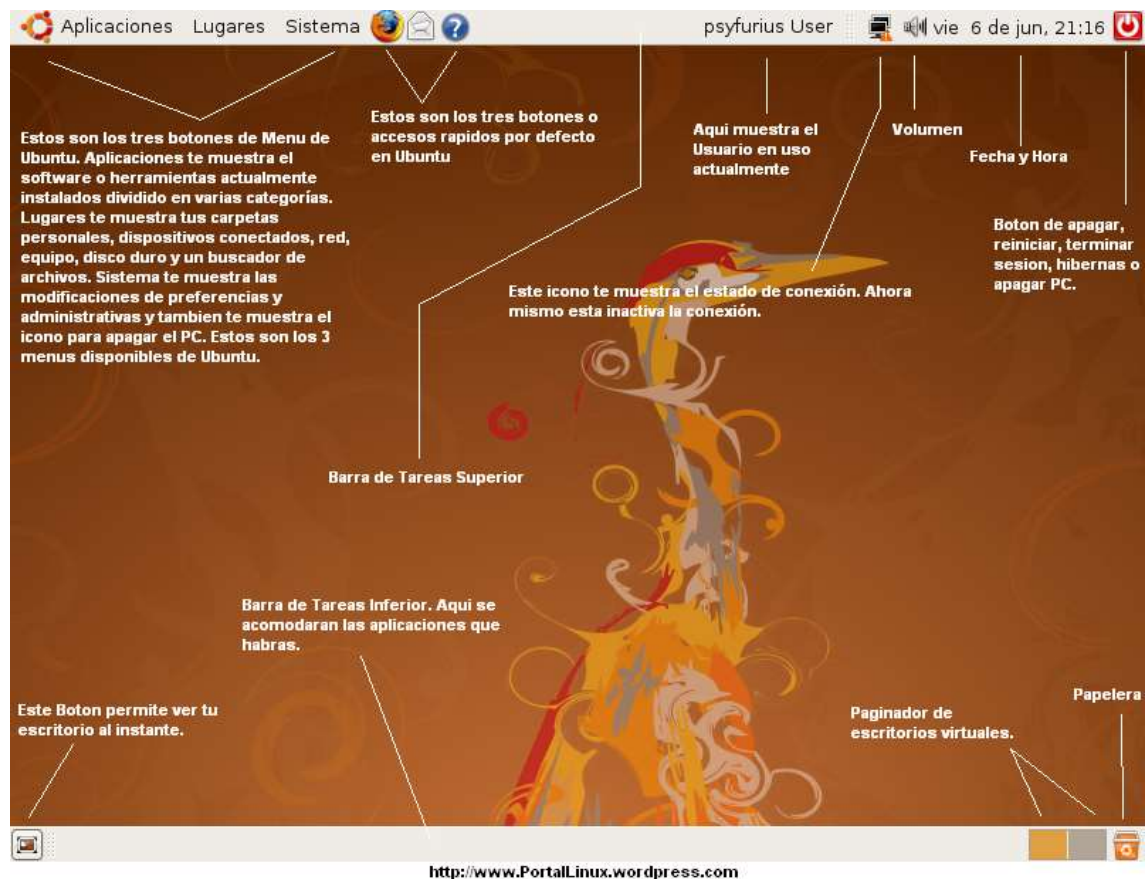 Aplicaciones Lugares Sistema
psyfurius User
vie 6 de jun, 21:16
Estos son los tres botones de Menu de
Ubuntu. Aplicaciones te muestra el
software o herramientas actualmente
instalados dividido en varias categorías.
Lugares te muestra tus carpetas
personales, dispositivos conectados, red,
equipo, disco duro y un buscador de
archivos. Sistema te muestra las
modificaciones de preferencias y
administrativas y tambien te muestra el
icono para apagar el PC. Estos son los 3
menus disponibles de Ubuntu.
Estos son los tres botones o
accesos rapidos por defecto
en Ubuntu
Aqui muestra el
Usuario en uso
actualmente
Volumen
Fecha y Hora
Boton de apagar,
reiniciar, terminar
sesion, hibernas o
apagar PC.
Este icono te muestra el estado de conexión. Ahora
mismo esta inactiva la conexión.
Barra de Tareas Superior
Barra de Tareas Inferior. Aqui se
acomodaran las aplicaciones que
habras.
Este Boton permite ver tu
escritorio al instante.
Paginador de
escritorios virtuales.
Papelera
http://www.PortalLinux.wordpress.com